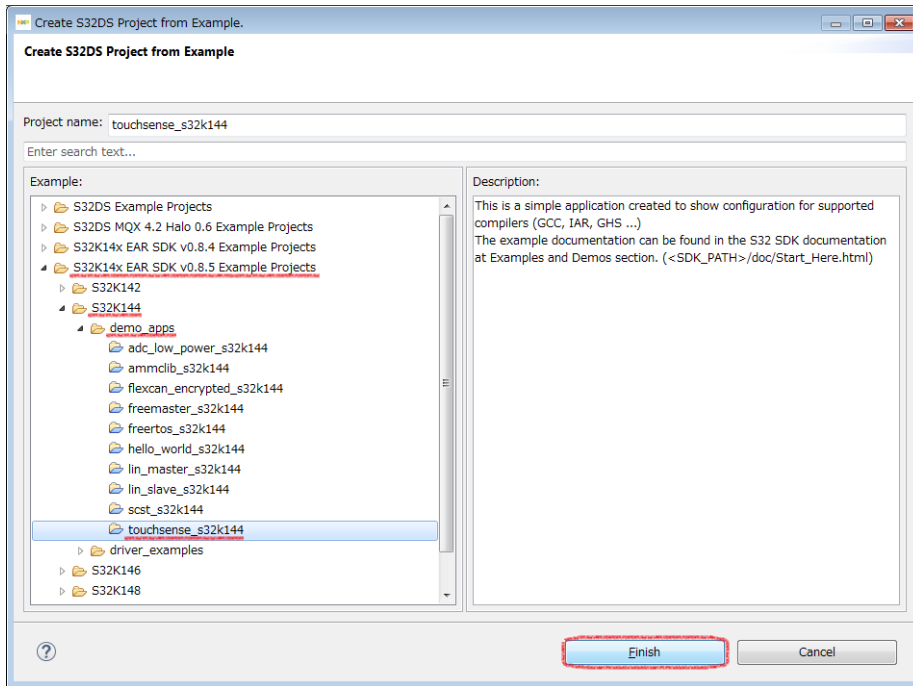 Create S32DS Project from Example.
Create S32DS Project from Example
Project name: touchsense_s32k144
Enter search text...
Example:
S32DS Example Projects
S32DS MQX 4.2 Halo 0.6 Example Projects
S32K14x EAR SDK v0.8.4 Example Projects
S32K14x EAR SDK v0.8.5 Example Projects
S32K142
S32K144
demo_apps
adc_low_power_s32k144
ammclib_s32k144
flexcan_encrypted_s32k144
freemaster_s32k144
freertos_s32k144
hello_world_s32k144
lin_master_s32k144
lin_slave_s32k144
scst_s32k144
touchsense_s32k144
driver_examples
S32K146
S32K148
Description:
This is a simple application created to show configuration for supported
compilers (GCC, IAR, GHS ...)
The example documentation can be found in the S32 SDK documentation
at Examples and Demos section. (<SDK_PATH>/doc/Start_Here.html)
Finish
Cancel